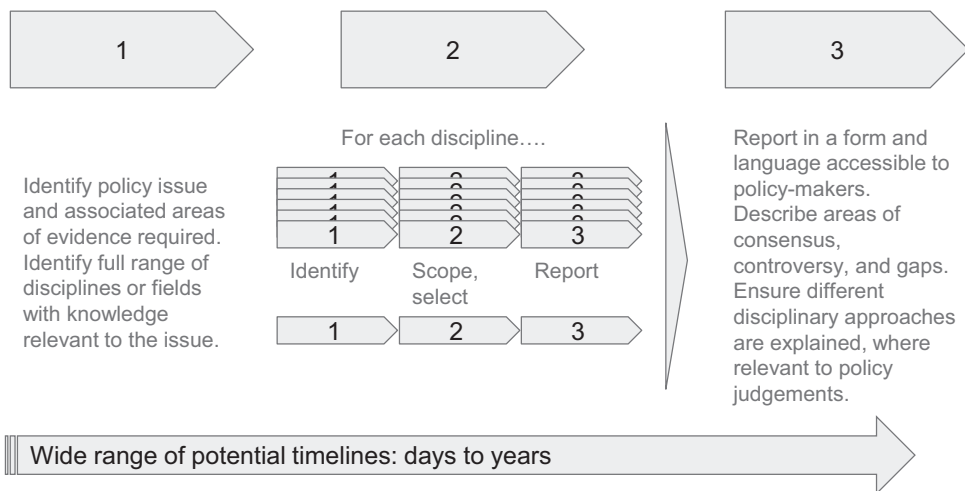 1
2
3
Identify policy issue
and associated areas
of evidence required.
Identify full range of
disciplines or fields
with knowledge
relevant to the issue.
For each discipline….
1 2 3
Identify Scope, Report
select
1 2 3
Report in a form and
language accessible to
policy-makers.
Describe areas of
consensus,
controversy, and gaps.
Ensure different
disciplinary approaches
are explained, where
relevant to policy
judgements.
Wide range of potential timelines: days to years